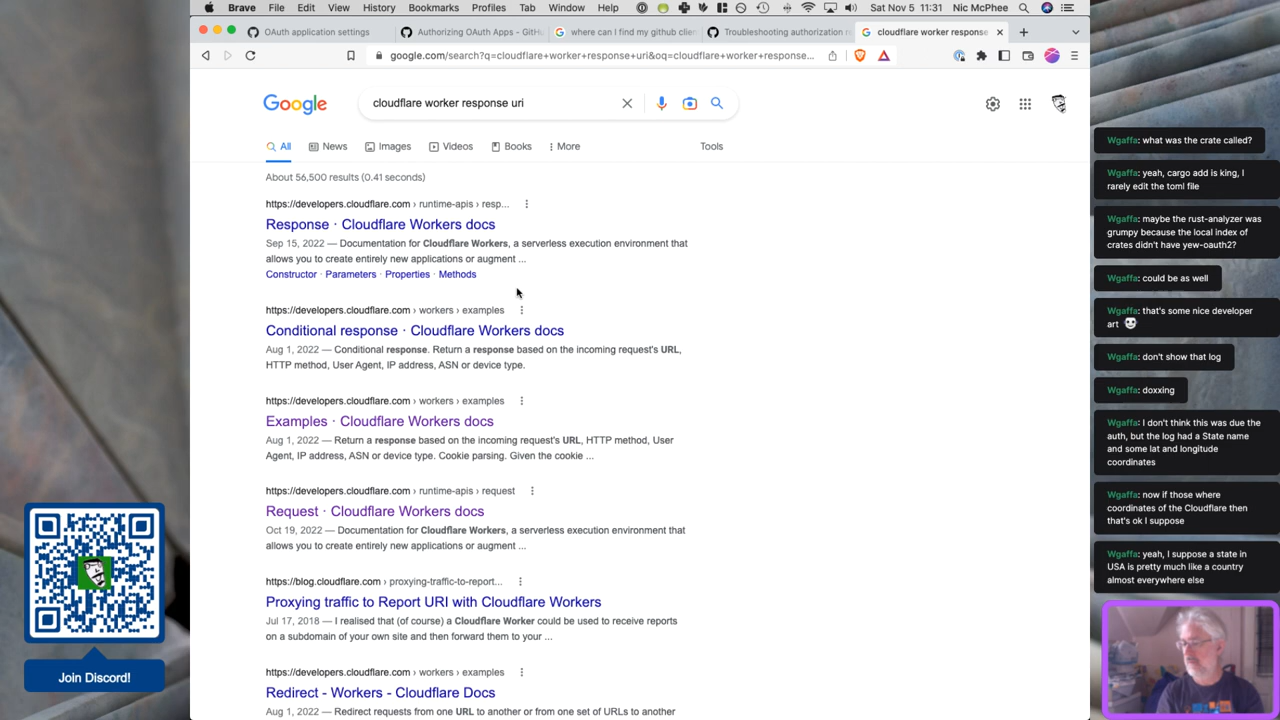 Brave File Edit View History Bookmarks Profiles Tab Window Help
Sat Nov 5 11:31 Nic McPhee
OAuth application settings
Authorizing OAuth Apps - GitH
where can I find my github clien
Troubleshooting authorization r
cloudflare worker response
google.com/search?q=cloudflare+worker+response+uri&oq=cloudflare+worker+response...
Google
cloudflare worker response uri
All News Images Videos Books More Tools
About 56,500 results (0.41 seconds)
https://developers.cloudflare.com › runtime-apis › resp...
Response · Cloudflare Workers docs
Sep 15, 2022 — Documentation for Cloudflare Workers, a serverless execution environment that
allows you to create entirely new applications or augment ...
Constructor · Parameters · Properties · Methods
https://developers.cloudflare.com › workers › examples
Conditional response · Cloudflare Workers docs
Aug 1, 2022 — Conditional response. Return a response based on the incoming request's URL,
HTTP method, User Agent, IP address, ASN or device type.
https://developers.cloudflare.com › workers › examples
Examples · Cloudflare Workers docs
Aug 1, 2022 — Return a response based on the incoming request's URL, HTTP method, User
Agent, IP address, ASN or device type. Cookie parsing. Given the cookie ...
https://developers.cloudflare.com › runtime-apis › request
Request · Cloudflare Workers docs
Oct 19, 2022 — Documentation for Cloudflare Workers, a serverless execution environment that
allows you to create entirely new applications or augment ...
https://blog.cloudflare.com › proxying-traffic-to-report...
Proxying traffic to Report URI with Cloudflare Workers
Jul 17, 2018 — I realised that (of course) a Cloudflare Worker could be used to receive reports
on a subdomain of your own site and then forward them to your ...
https://developers.cloudflare.com › workers › examples
Redirect - Workers - Cloudflare Docs
Aug 1, 2022 — Redirect requests from one URL to another or from one set of URLs to another
Wgaffa: what was the crate called?
Wgaffa: yeah, cargo add is king, I
rarely edit the toml file
Wgaffa: maybe the rust-analyzer was
grumpy because the local index of
crates didn't have yew-oauth2?
Wgaffa: could be as well
Wgaffa: that's some nice developer
art
Wgaffa: don't show that log
Wgaffa: doxxing
Wgaffa: I don't think this was due the
auth, but the log had a State name
and some lat and longitude
coordinates
Wgaffa: now if those where
coordinates of the Cloudflare then
that's ok I suppose
Wgaffa: yeah, I suppose a state in
USA is pretty much like a country
almost everywhere else
Join Discord!